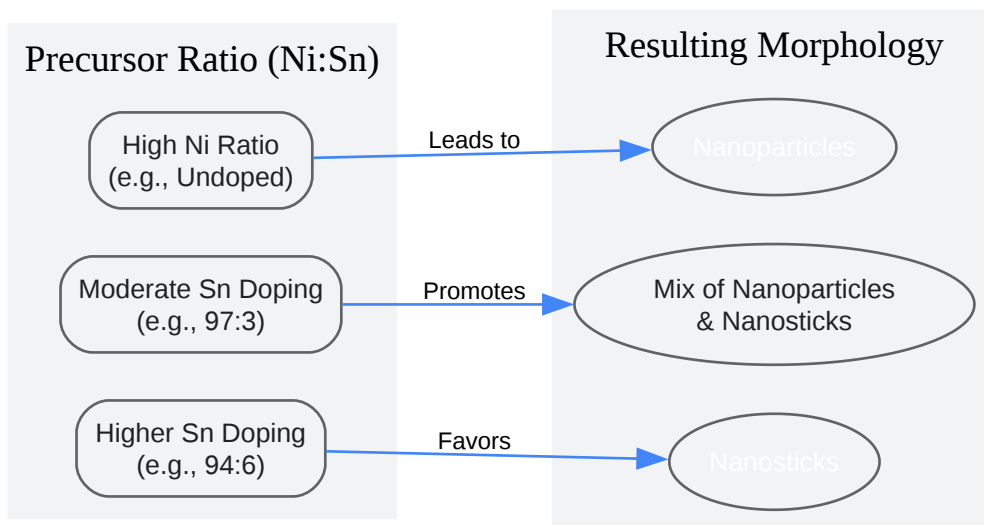 Precursor Ratio (Ni:Sn)
Resulting Morphology
High Ni Ratio
(e.g., Undoped)
Leads to
Nanoparticles
Moderate Sn Doping
(e.g., 97:3)
Promotes
Mix of Nanoparticles
& Nanosticks
Higher Sn Doping
(e.g., 94:6)
Favors
Nanosticks